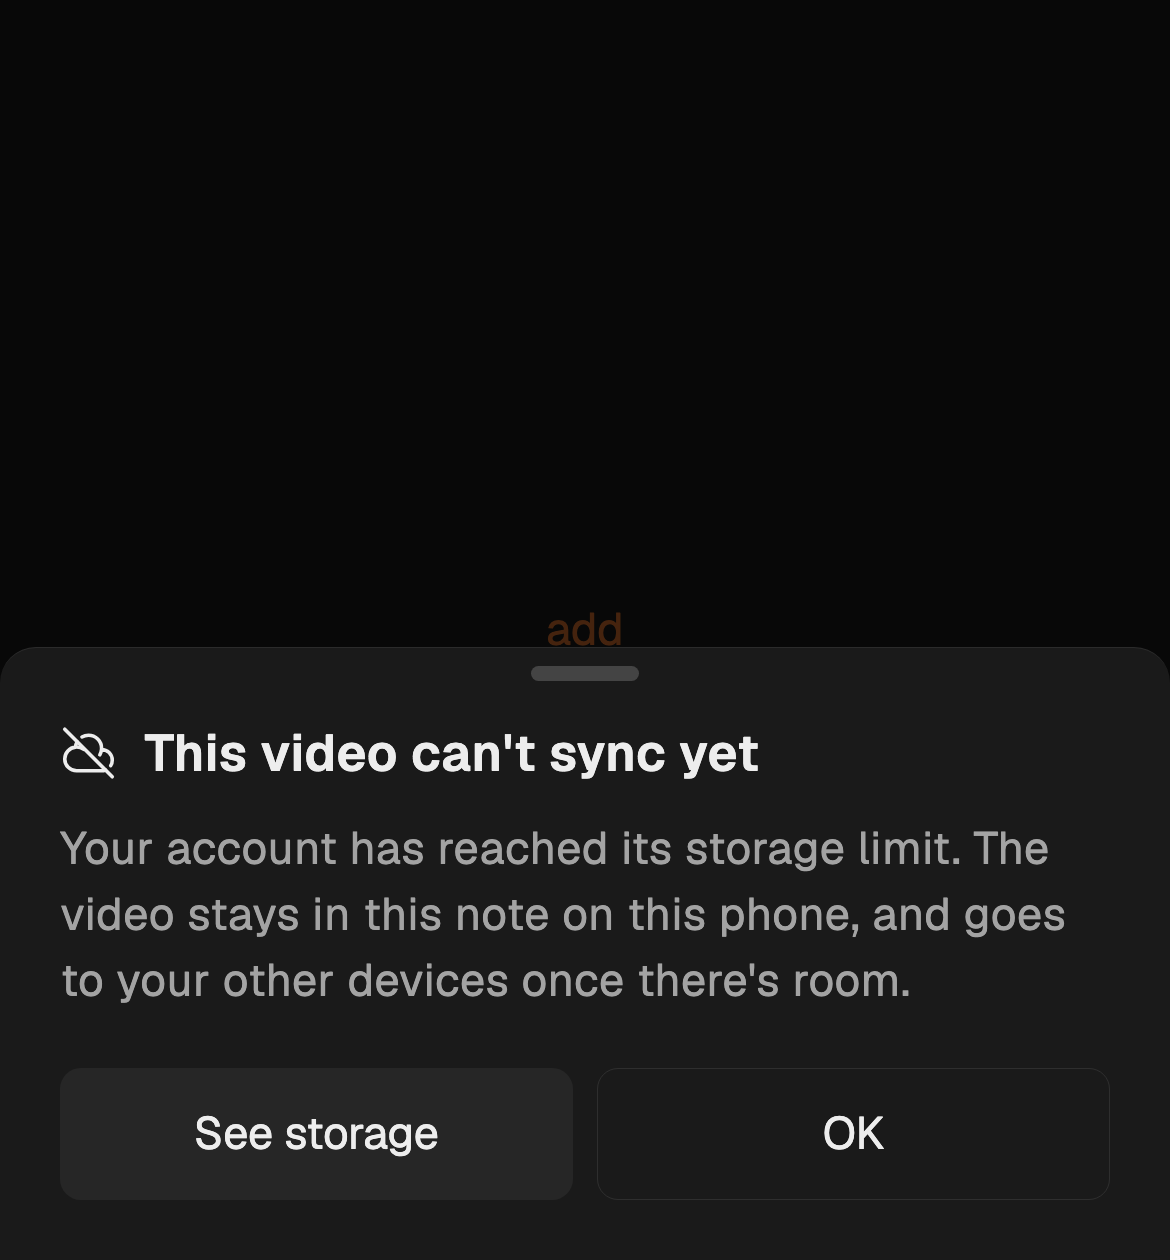 add
This video can't sync yet
Your account has reached its storage limit. The
video stays in this note on this phone, and goes
to your other devices once there's room.
See storage
OK